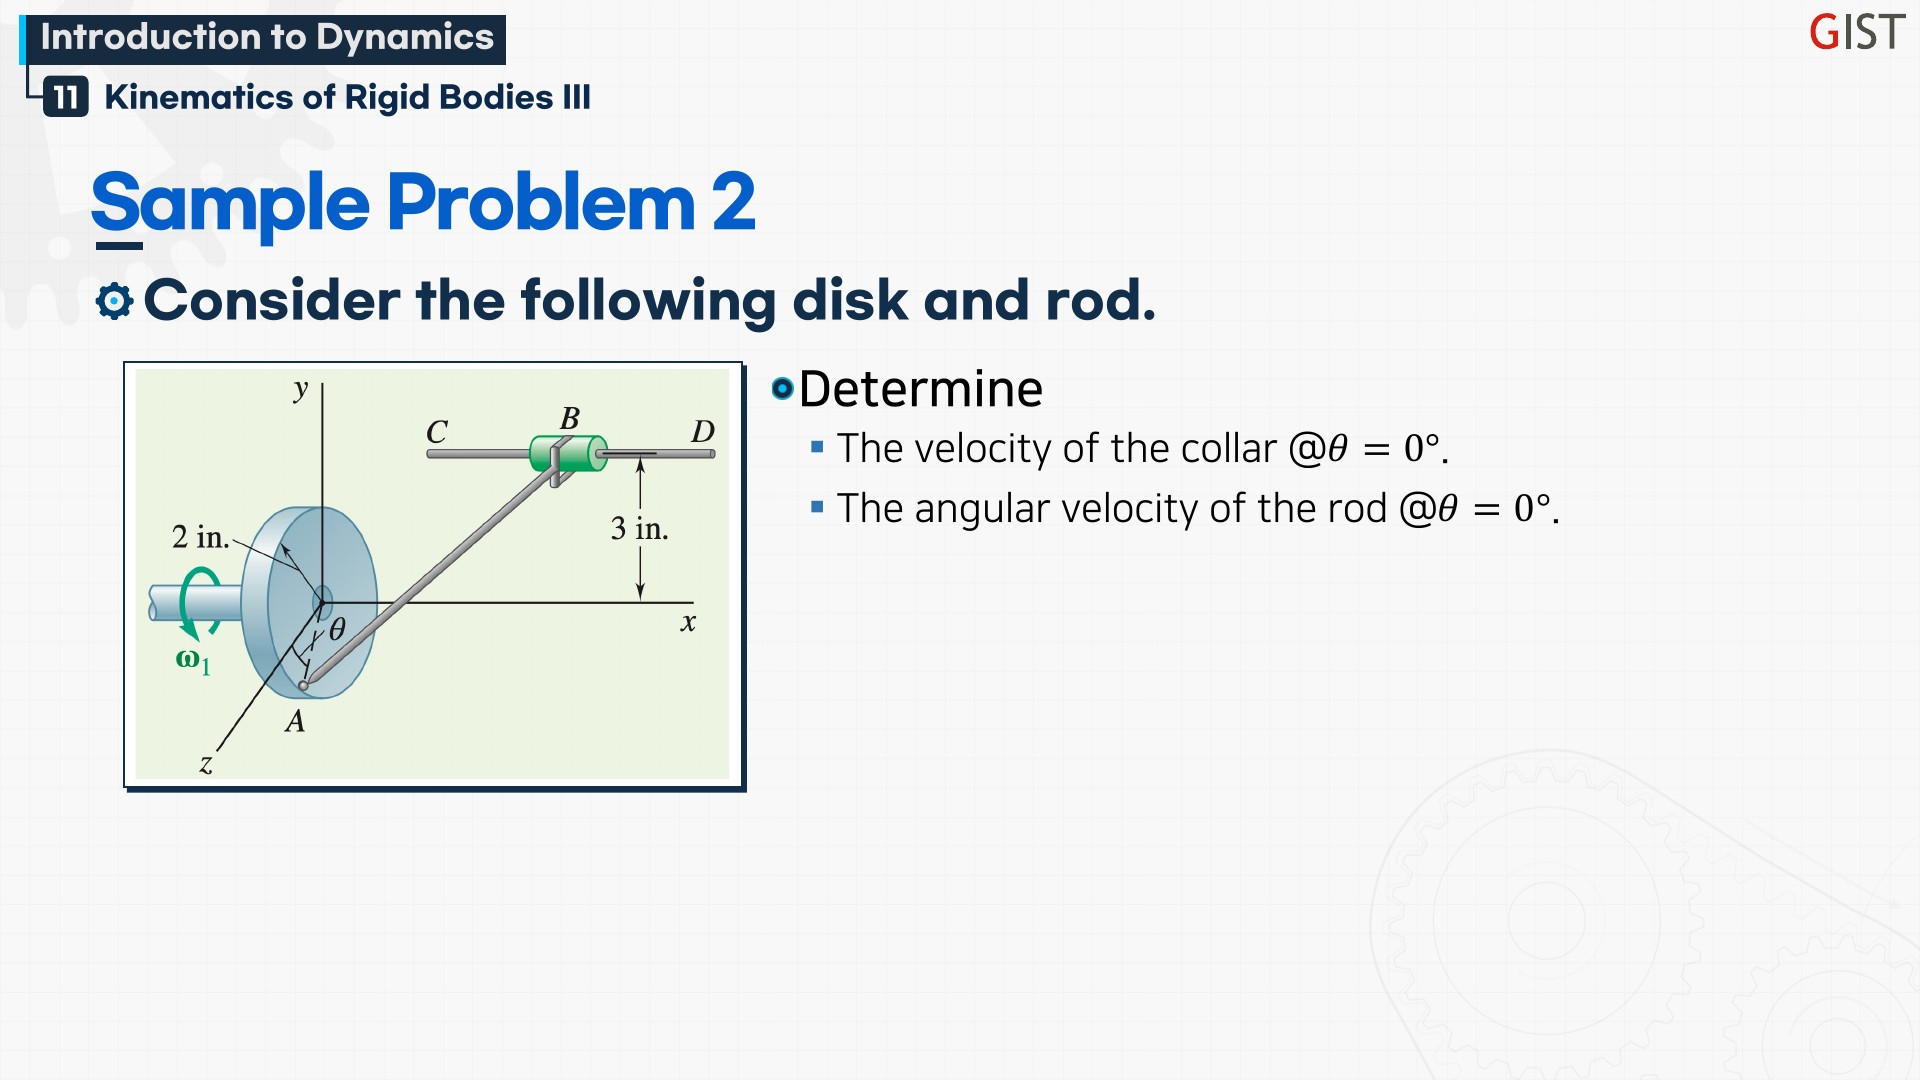 Introduction to Dynamics
GIST
11 Kinematics of Rigid Bodies III
Sample Problem 2
Consider the following disk and rod.
Determine
The velocity of the collar @θ = 0°.
The angular velocity of the rod @θ = 0°.
y
C
B
D
2 in.
3 in.
x
θ
ω₁
A
z